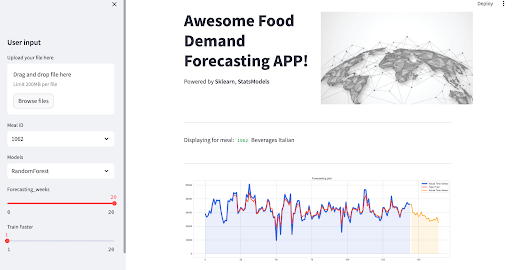 Deploy
User input
Upload your file here
Drag and drop file here
Limit 200MB per file
Browse files
Meal ID
1062
Models
RandomForest
Forecasting_weeks
20
0 20
Train Faster
1
1 20
Awesome Food
Demand
Forecasting APP!
Powered by Sklearn, StatsModels
Displaying for meal: 1062 Beverages Italian
Forecasting plot